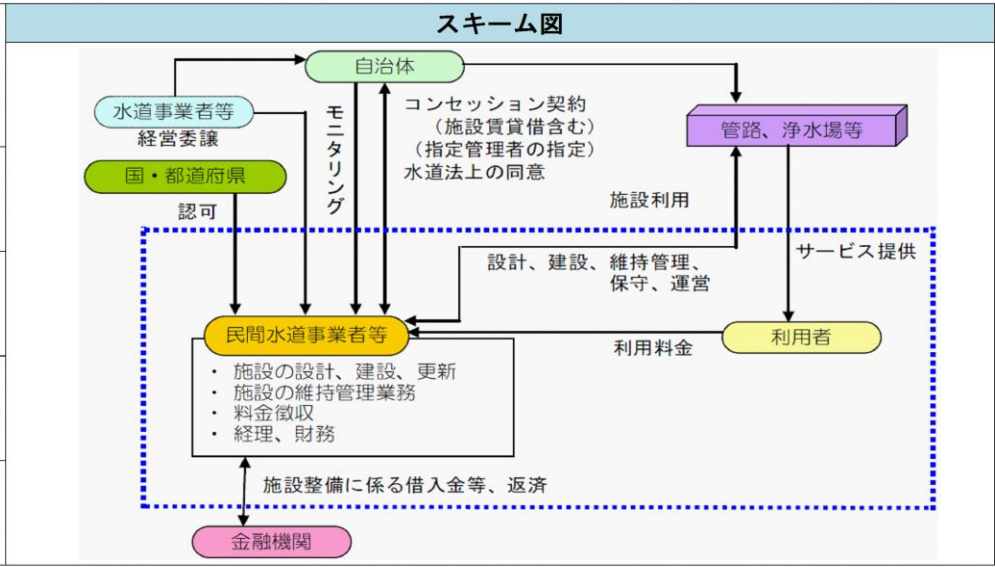 スキーム図
自治体
水道事業者等
経営委譲
国・都道府県
認可
モニタリング
コンセッション契約
（施設賃貸借含む）
（指定管理者の指定）
水道法上の同意
管路、浄水場等
施設利用
設計、建設、維持管理、
保守、運営
サービス提供
民間水道事業者等
利用料金
利用者
・ 施設の設計、建設、更新
・ 施設の維持管理業務
・ 料金徴収
・ 経理、財務
施設整備に係る借入金等、返済
金融機関